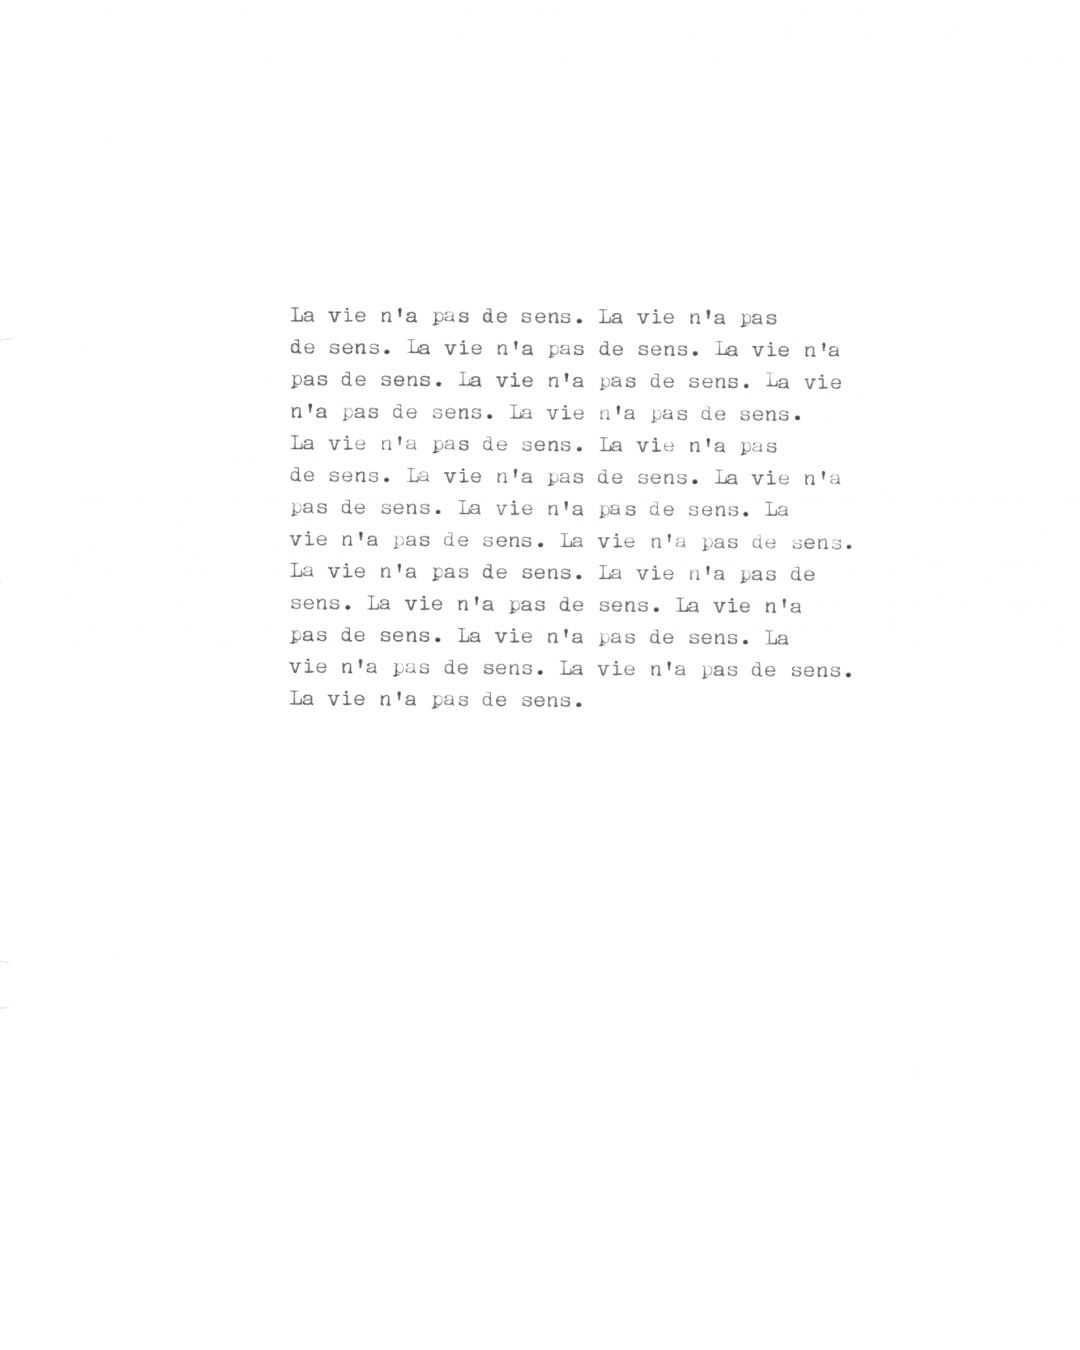 La vie n'a pas de sens. La vie n'a pas
de sens. La vie n'a pas de sens. La vie n'a
pas de sens. La vie n'a pas de sens. La vie
n'a pas de sens. La vie n'a pas de sens.
La vie n'a pas de sens. La vie n'a pas
de sens. La vie n'a pas de sens. La vie n'a
pas de sens. La vie n'a pas de sens. La
vie n'a pas de sens. La vie n'a pas de sens.
La vie n'a pas de sens. La vie n'a pas de
sens. La vie n'a pas de sens. La vie n'a
pas de sens. La vie n'a pas de sens. La
vie n'a pas de sens. La vie n'a pas de sens.
La vie n'a pas de sens.